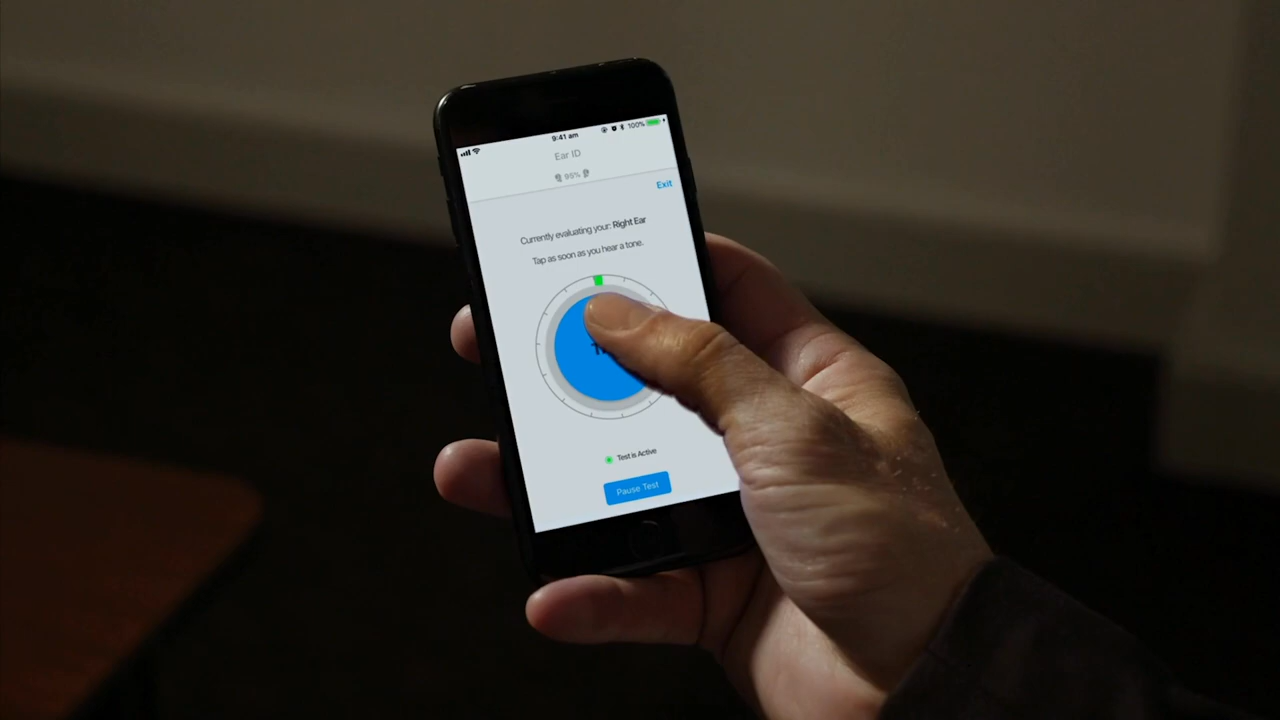 9:41 am
100%
Ear ID
95%
Exit
Currently evaluating your: Right Ear
Tap as soon as you hear a tone.
Test is Active
Pause Test